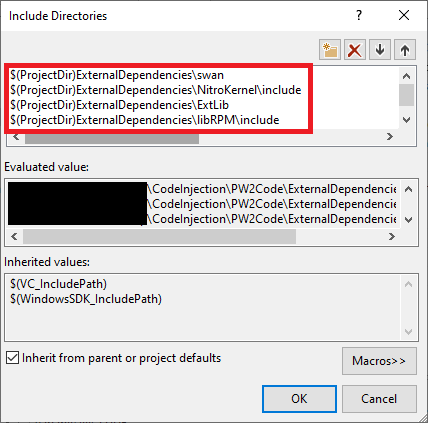 Include Directories
$(ProjectDir)ExternalDependencies\swan
$(ProjectDir)ExternalDependencies\NitroKernel\include
$(ProjectDir)ExternalDependencies\ExtLib
$(ProjectDir)ExternalDependencies\libRPM\include
Evaluated value:
\CodeInjection\PW2Code\ExternalDependencie
\CodeInjection\PW2Code\ExternalDependencie
\CodeInjection\PW2Code\ExternalDependencie
Inherited values:
$(VC_IncludePath)
$(WindowsSDK_IncludePath)
Inherit from parent or project defaults
Macros>>
OK
Cancel